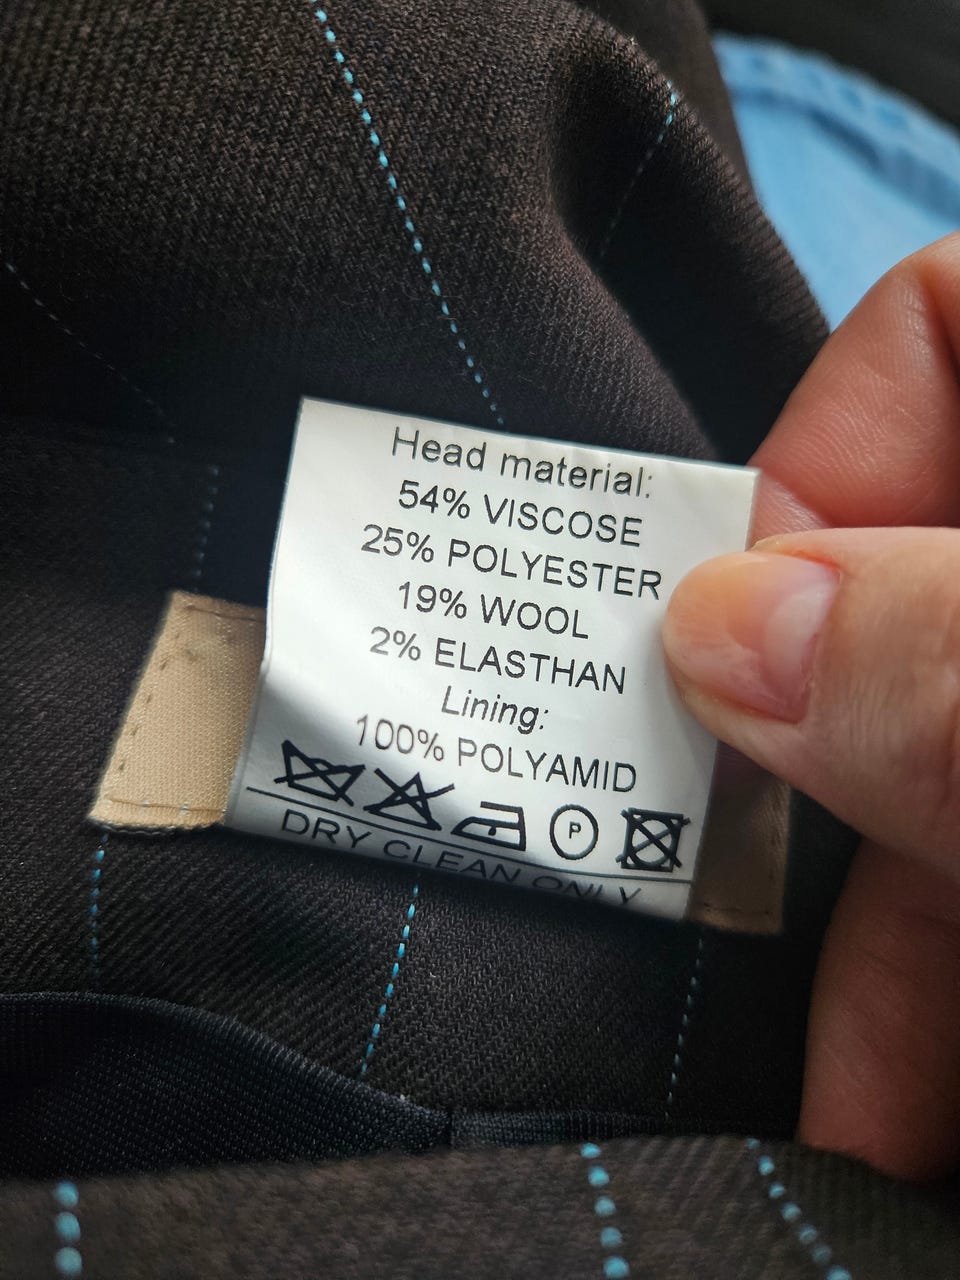 Head material:
54% VISCOSE
25% POLYESTER
19% WOOL
2% ELASTHAN
Lining:
100% POLYAMID
P
DRY CLEAN ONLY